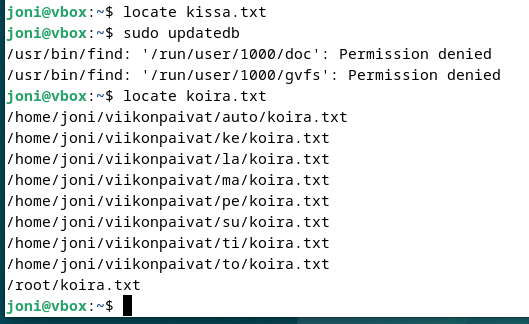 joni@vbox:~$ locate kissa.txt
joni@vbox:~$ sudo updatedb
/usr/bin/find: '/run/user/1000/doc': Permission denied
/usr/bin/find: '/run/user/1000/gvfs': Permission denied
joni@vbox:~$ locate koira.txt
/home/joni/viikonpaivat/auto/koira.txt
/home/joni/viikonpaivat/ke/koira.txt
/home/joni/viikonpaivat/la/koira.txt
/home/joni/viikonpaivat/ma/koira.txt
/home/joni/viikonpaivat/pe/koira.txt
/home/joni/viikonpaivat/su/koira.txt
/home/joni/viikonpaivat/ti/koira.txt
/home/joni/viikonpaivat/to/koira.txt
/root/koira.txt
joni@vbox:~$